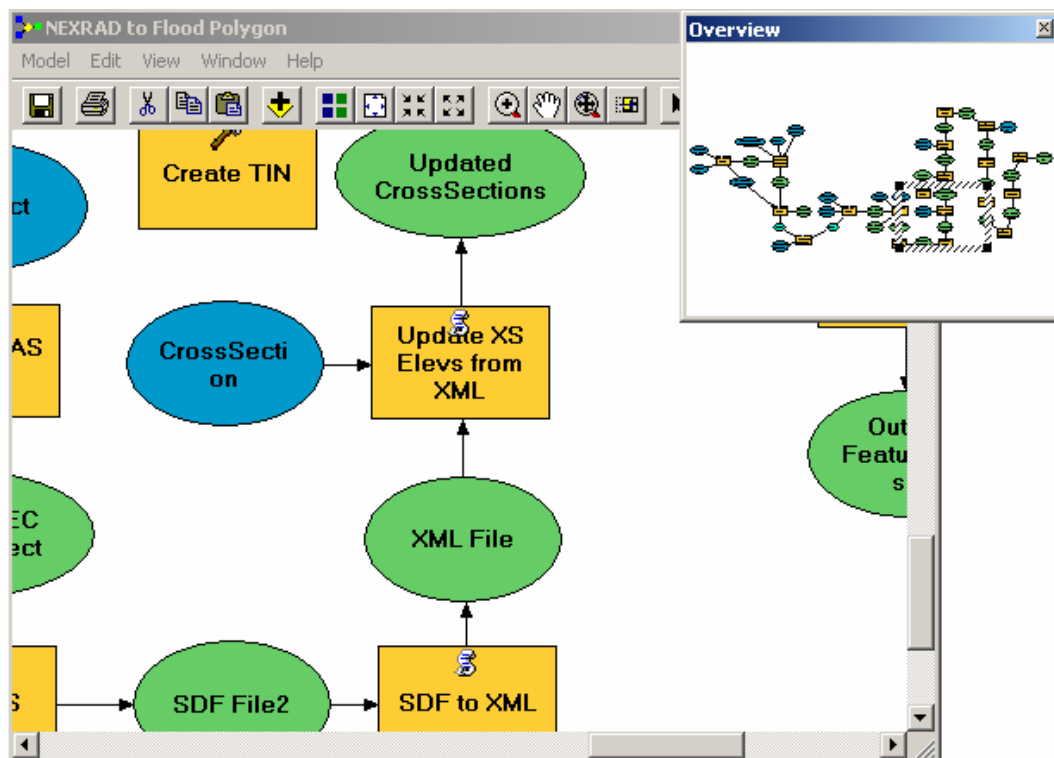 NEXRAD to Flood Polygon
Overview
Model Edit View Window Help
Create TIN
Updated
CrossSections
ct
AS
CrossSecti
on
Update XS
Elevs from
XML
Out
Featu
s
EC
ect
XML File
S
SDF File2
SDF to XML